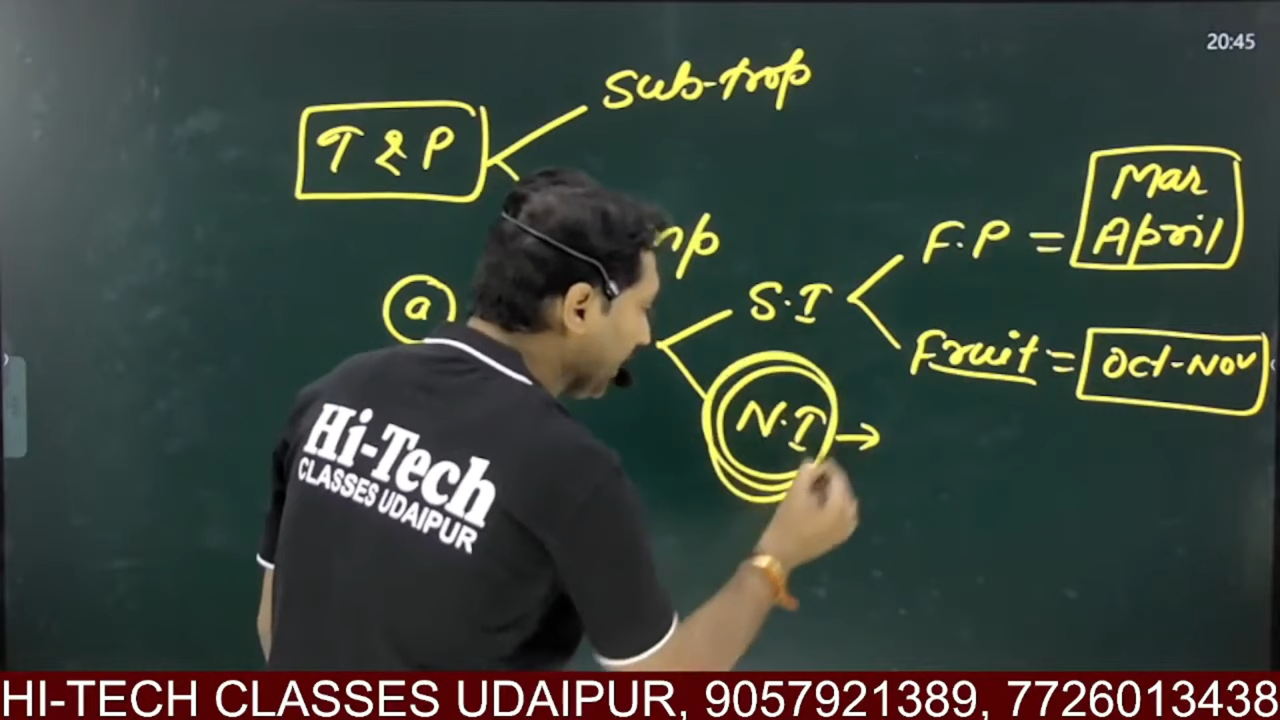 20:45
Sub-trop
T & P
Mar
April
F.P =
a
S.I
Fruit = Oct-Nov
N.I →
Hi-Tech
CLASSES UDAIPUR
HI-TECH CLASSES UDAIPUR, 9057921389, 7726013438